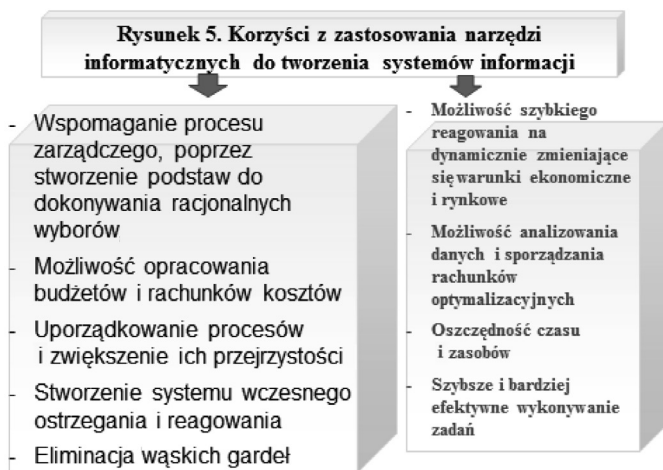 Rysunek 5. Korzyści z zastosowania narzędzi
informatycznych do tworzenia systemów informacji
- Wspomaganie procesu
zarządczego, poprzez
stworzenie podstaw do
dokonywania racjonalnych
wyborów
- Możliwość opracowania
budżetów i rachunków kosztów
- Uporządkowanie procesów
i zwiększenie ich przejrzystości
- Stworzenie systemu wczesnego
ostrzegania i reagowania
- Eliminacja wąskich gardeł
- Możliwość szybkiego
reagowania na
dynamicznie zmieniające
się warunki ekonomiczne
i rynkowe
- Możliwość analizowania
danych i sporządzania
rachunków
optymalizacyjnych
- Oszczędność czasu
i zasobów
- Szybsze i bardziej
efektywne wykonywanie
zadań